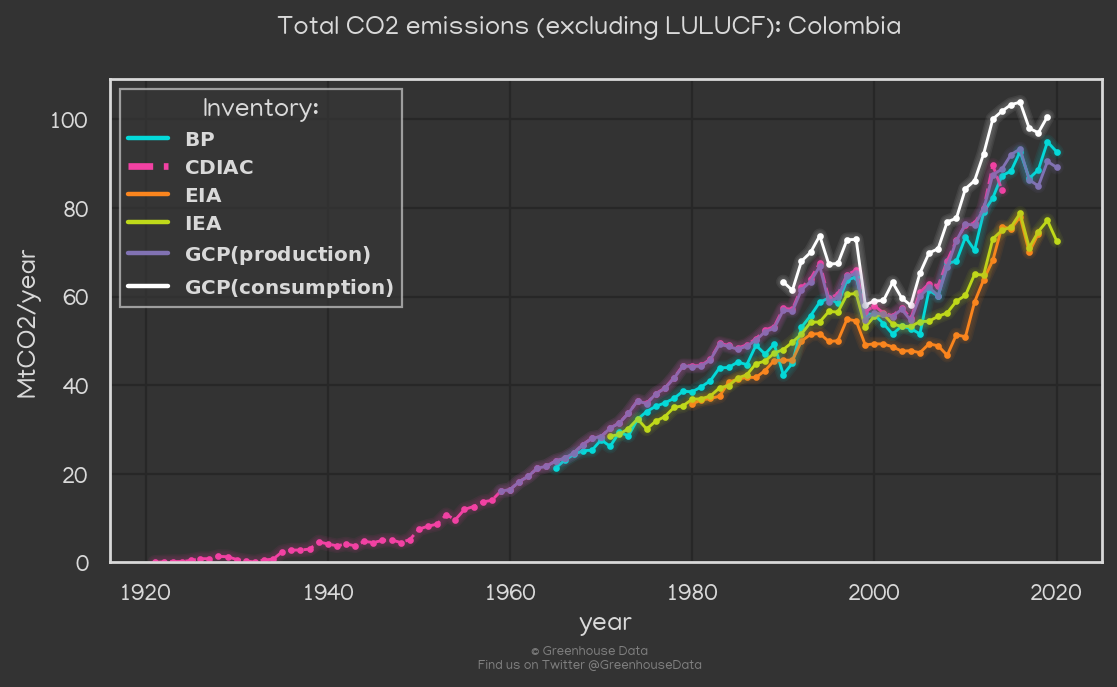 Total CO2 emissions (excluding LULUCF): Colombia
Inventory:
BP
CDIAC
EIA
IEA
GCP(production)
GCP(consumption)
MtCO2/year
100
80
60
40
20
0
1920 1940 1960 1980 2000 2020
year
© Greenhouse Data
Find us on Twitter @GreenhouseData